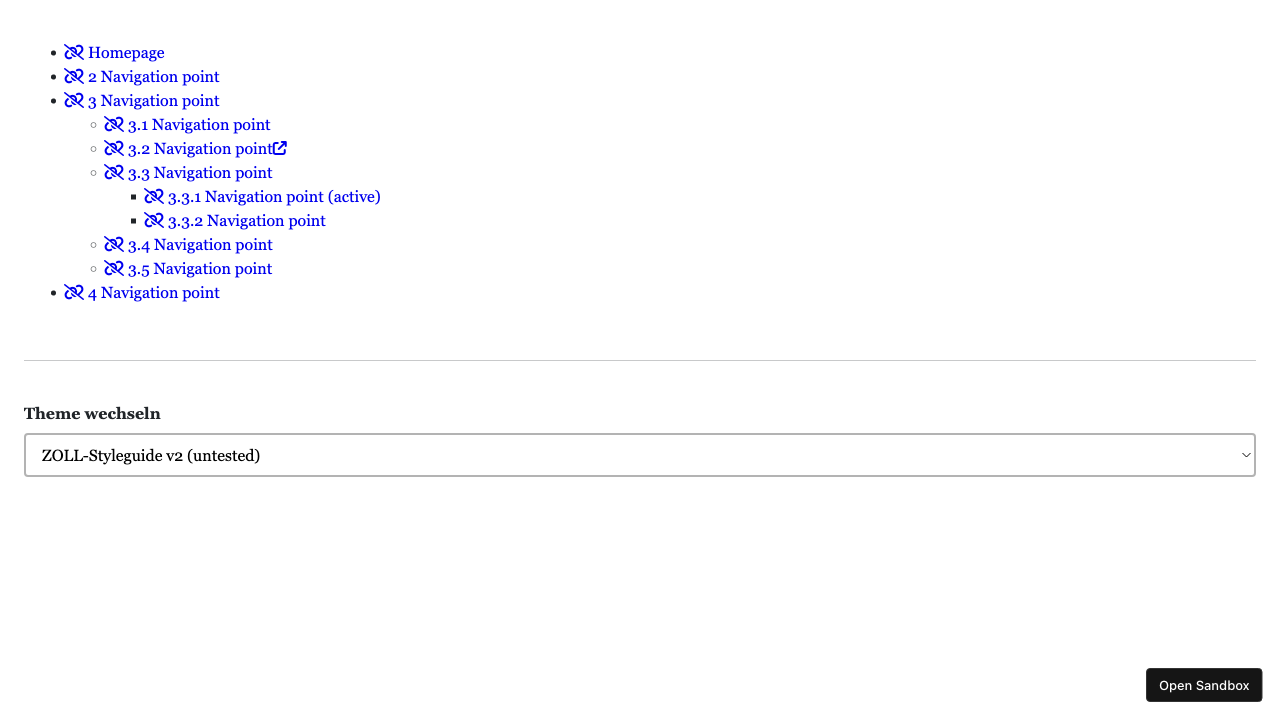 Homepage
2 Navigation point
3 Navigation point
3.1 Navigation point
3.2 Navigation point
3.3 Navigation point
3.3.1 Navigation point (active)
3.3.2 Navigation point
3.4 Navigation point
3.5 Navigation point
4 Navigation point
Theme wechseln
ZOLL-Styleguide v2 (untested)
Open Sandbox